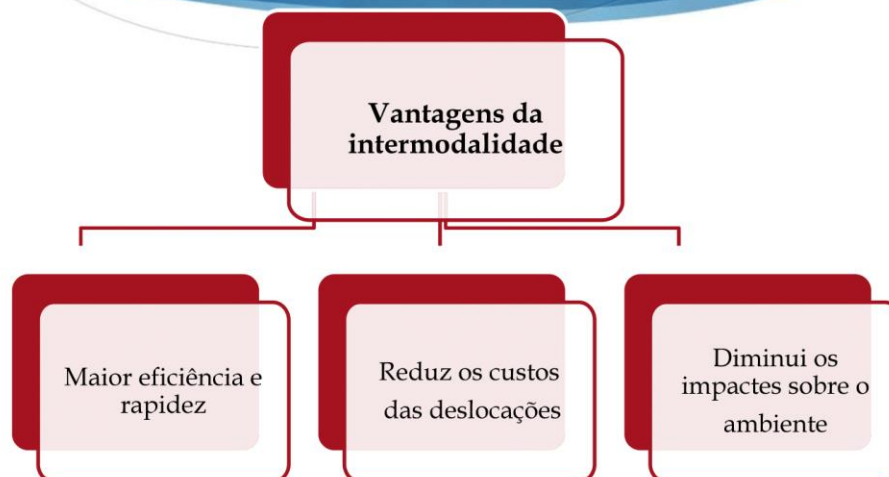 Vantagens da
intermodalidade
Maior eficiência e
rapidez
Reduz os custos
das deslocações
Diminui os
impactes sobre o
ambiente